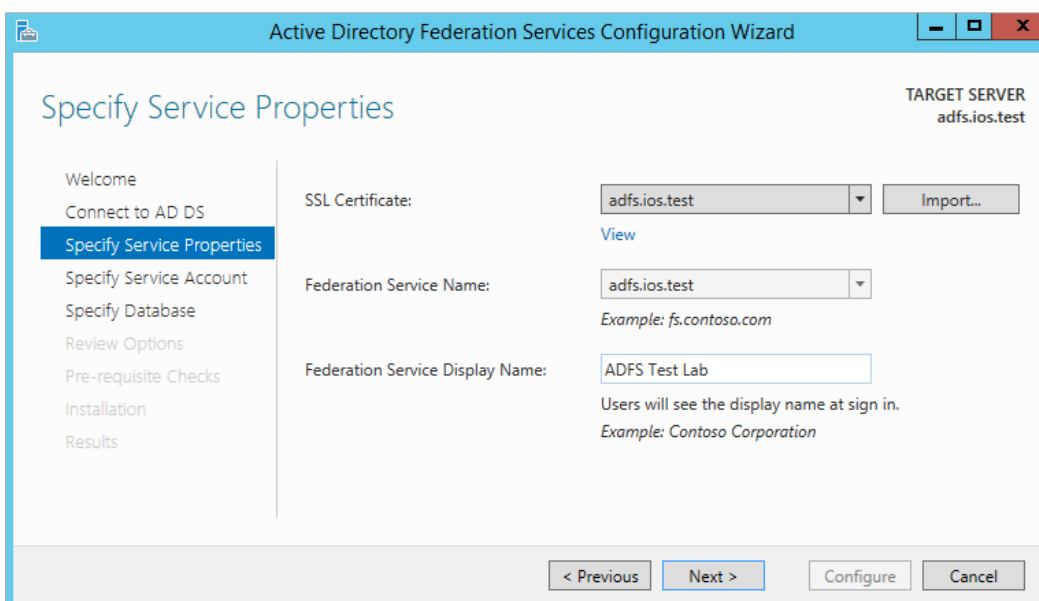 Active Directory Federation Services Configuration Wizard
Specify Service Properties
TARGET SERVER
adfs.ios.test
Welcome
Connect to AD DS
Specify Service Properties
Specify Service Account
Specify Database
Review Options
Pre-requisite Checks
Installation
Results
SSL Certificate:
adfs.ios.test
Import...
View
Federation Service Name:
adfs.ios.test
Example: fs.contoso.com
Federation Service Display Name:
ADFS Test Lab
Users will see the display name at sign in.
Example: Contoso Corporation
< Previous
Next >
Configure
Cancel